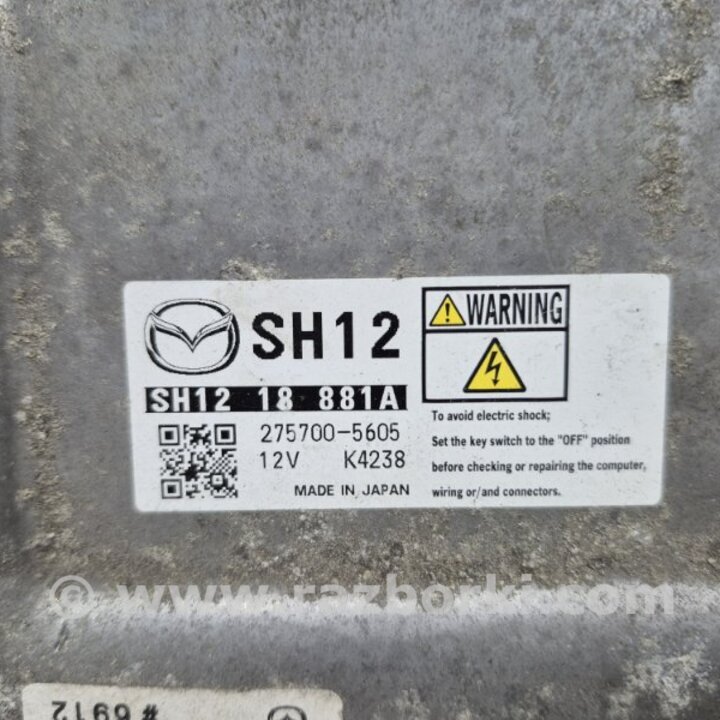 SH12
SH12 18 881A
275700-5605
12V K4238
MADE IN JAPAN
WARNING
To avoid electric shock;
Set the key switch to the "OFF" position
before checking or repairing the computer,
wiring or/and connectors.
© www.razborki.com
# 6912